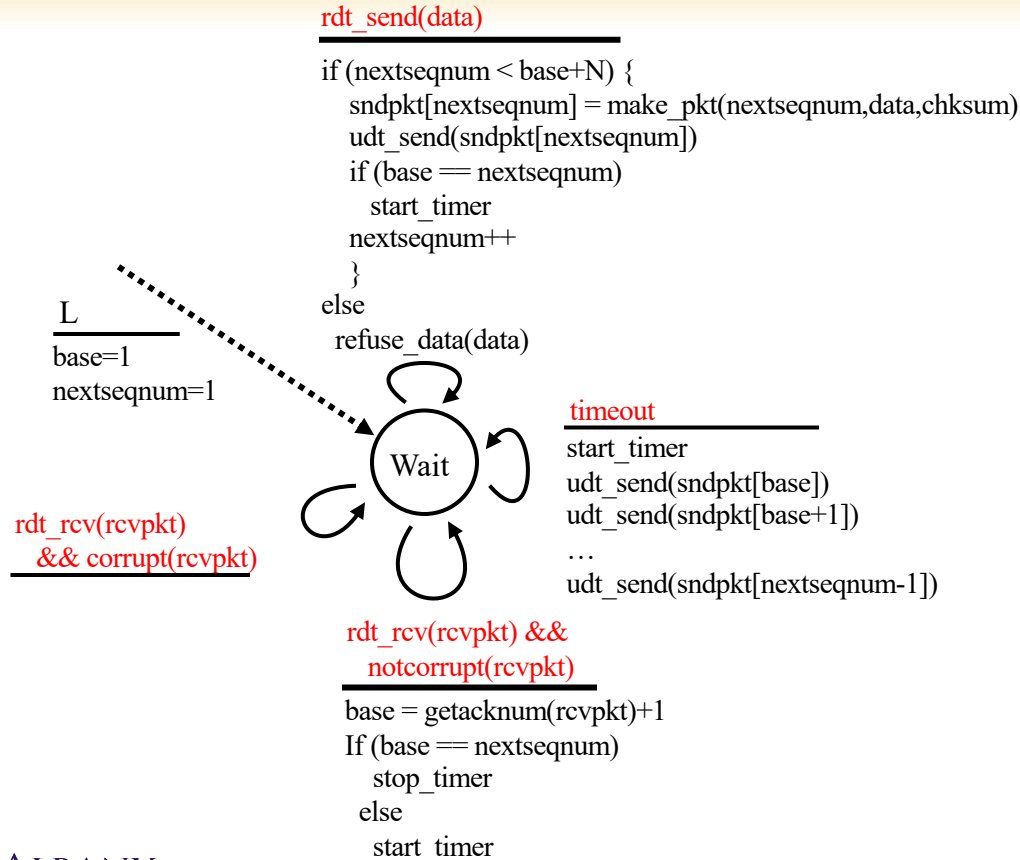 rdt_send(data)
if (nextseqnum < base+N) {
sndpkt[nextseqnum] = make_pkt(nextseqnum,data,chksum)
udt_send(sndpkt[nextseqnum])
if (base == nextseqnum)
start_timer
nextseqnum++
}
else
refuse_data(data)
L
base=1
nextseqnum=1
Wait
timeout
start_timer
udt_send(sndpkt[base])
udt_send(sndpkt[base+1])
…
udt_send(sndpkt[nextseqnum-1])
rdt_rcv(rcvpkt)
&& corrupt(rcvpkt)
rdt_rcv(rcvpkt) &&
notcorrupt(rcvpkt)
base = getacknum(rcvpkt)+1
If (base == nextseqnum)
stop_timer
else
start_timer